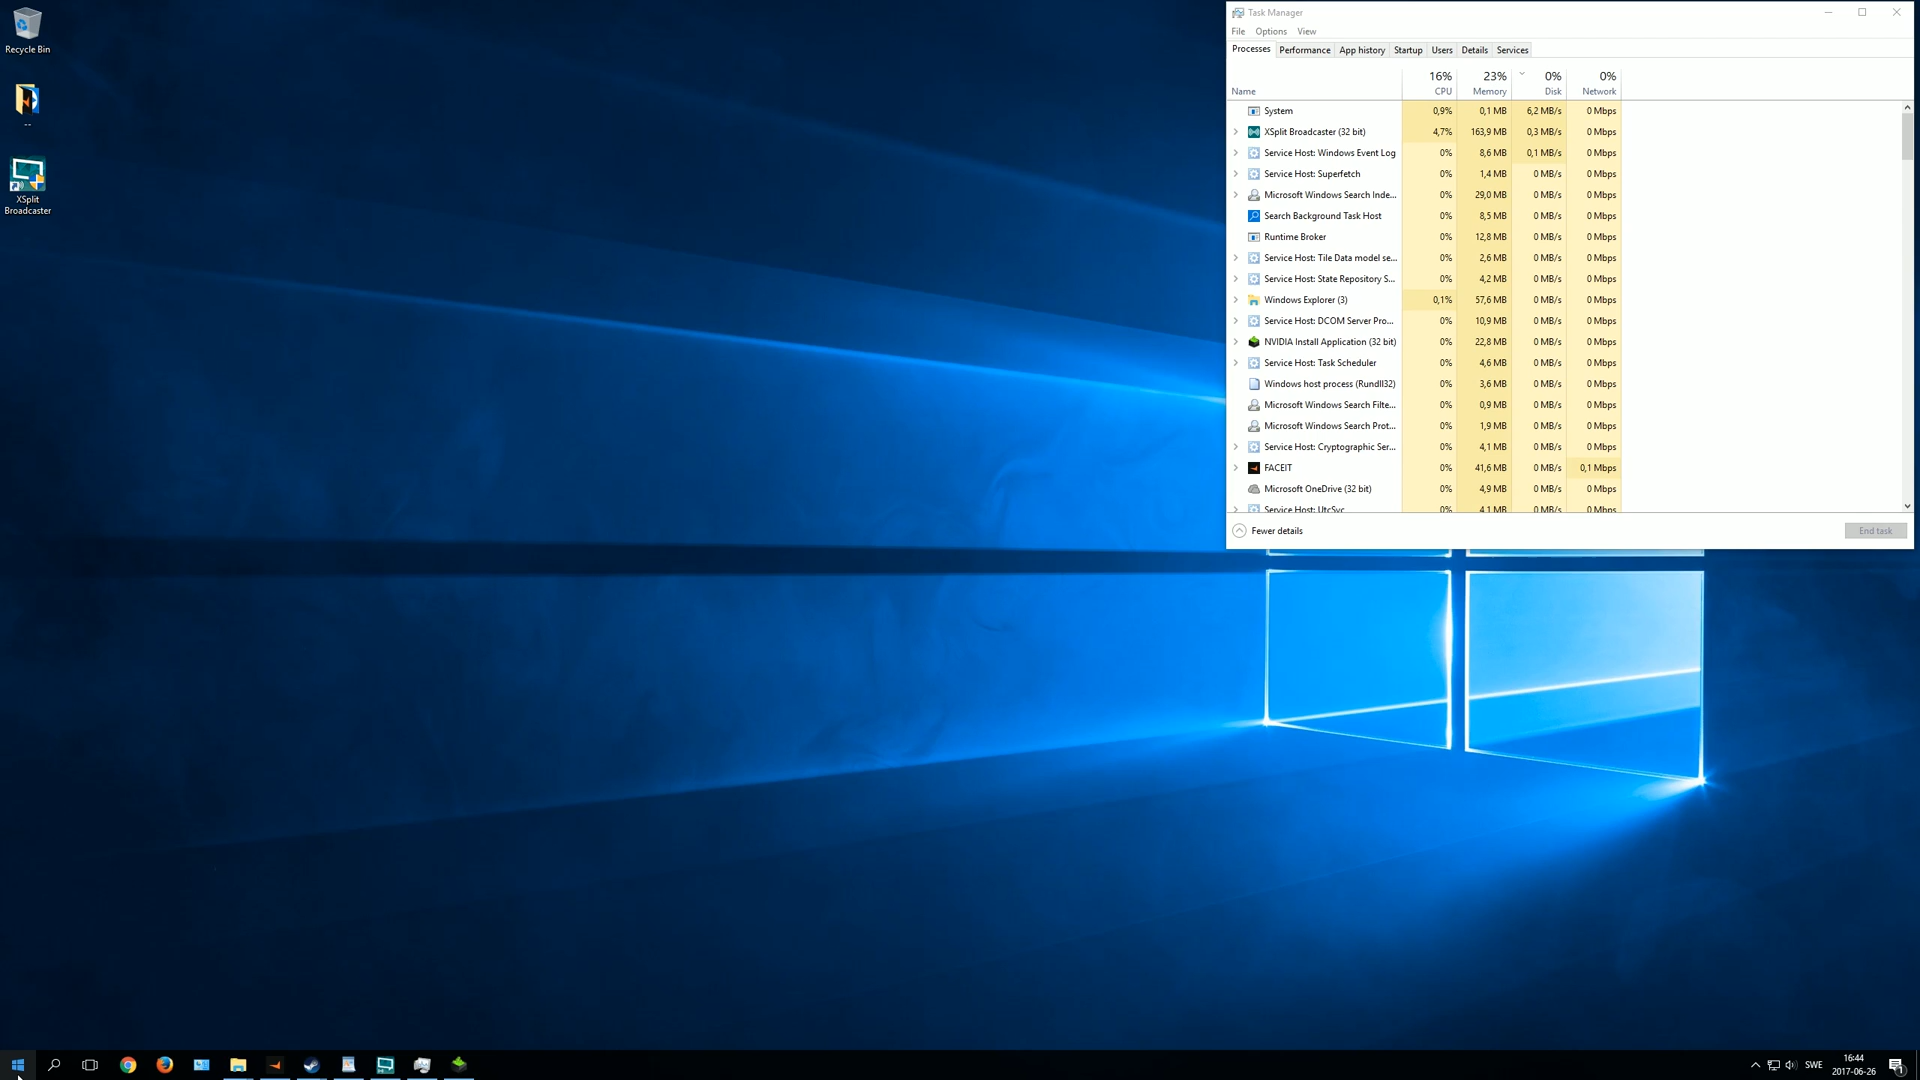 Recycle Bin
--
XSplit
Broadcaster
Task Manager
File Options View
Processes Performance App history Startup Users Details Services
16% 23% 0% 0%
Name CPU Memory Disk Network
System 0,9% 0,1 MB 6,2 MB/s 0 Mbps
XSplit Broadcaster (32 bit) 4,7% 163,9 MB 0,3 MB/s 0 Mbps
Service Host: Windows Event Log 0% 8,6 MB 0,1 MB/s 0 Mbps
Service Host: Superfetch 0% 1,4 MB 0 MB/s 0 Mbps
Microsoft Windows Search Inde... 0% 29,0 MB 0 MB/s 0 Mbps
Search Background Task Host 0% 8,5 MB 0 MB/s 0 Mbps
Runtime Broker 0% 12,8 MB 0 MB/s 0 Mbps
Service Host: Tile Data model se... 0% 2,6 MB 0 MB/s 0 Mbps
Service Host: State Repository S... 0% 4,2 MB 0 MB/s 0 Mbps
Windows Explorer (3) 0,1% 57,6 MB 0 MB/s 0 Mbps
Service Host: DCOM Server Pro... 0% 10,9 MB 0 MB/s 0 Mbps
NVIDIA Install Application (32 bit) 0% 22,8 MB 0 MB/s 0 Mbps
Service Host: Task Scheduler 0% 4,6 MB 0 MB/s 0 Mbps
Windows host process (Rundll32) 0% 3,6 MB 0 MB/s 0 Mbps
Microsoft Windows Search Filte... 0% 0,9 MB 0 MB/s 0 Mbps
Microsoft Windows Search Prot... 0% 1,9 MB 0 MB/s 0 Mbps
Service Host: Cryptographic Ser... 0% 4,1 MB 0 MB/s 0 Mbps
FACEIT 0% 41,6 MB 0 MB/s 0,1 Mbps
Microsoft OneDrive (32 bit) 0% 4,9 MB 0 MB/s 0 Mbps
Service Host: UtcSvc 0% 4,1 MB 0 MB/s 0 Mbps
Fewer details End task
SWE 16:44
2017-06-26 1